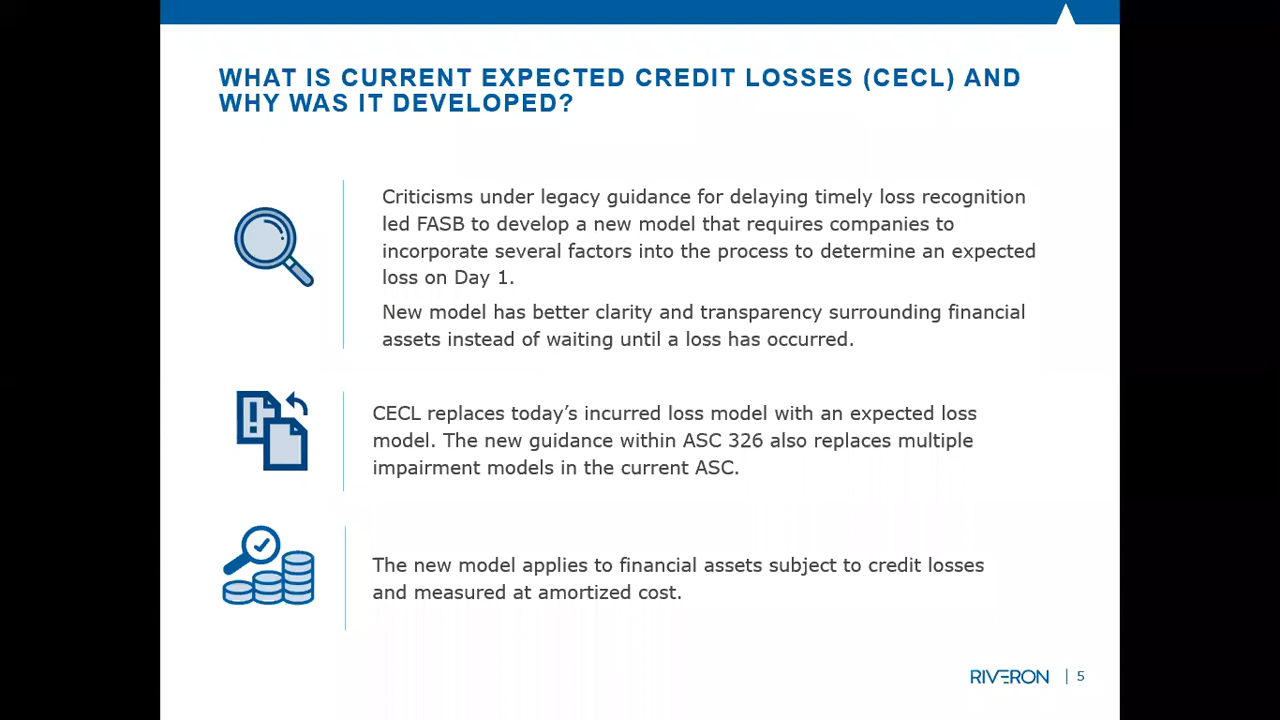 WHAT IS CURRENT EXPECTED CREDIT LOSSES (CECL) AND
WHY WAS IT DEVELOPED?
Criticisms under legacy guidance for delaying timely loss recognition
led FASB to develop a new model that requires companies to
incorporate several factors into the process to determine an expected
loss on Day 1.
New model has better clarity and transparency surrounding financial
assets instead of waiting until a loss has occurred.
CECL replaces today’s incurred loss model with an expected loss
model. The new guidance within ASC 326 also replaces multiple
impairment models in the current ASC.
The new model applies to financial assets subject to credit losses
and measured at amortized cost.
RIVERON | 5